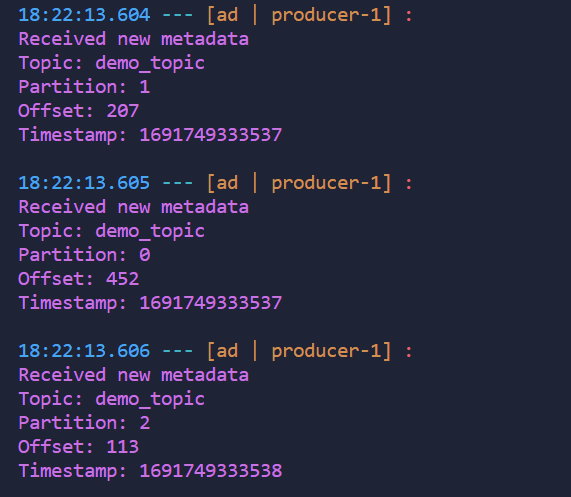 18:22:13.604 --- [ad | producer-1] :
Received new metadata
Topic: demo_topic
Partition: 1
Offset: 207
Timestamp: 1691749333537
18:22:13.605 --- [ad | producer-1] :
Received new metadata
Topic: demo_topic
Partition: 0
Offset: 452
Timestamp: 1691749333537
18:22:13.606 --- [ad | producer-1] :
Received new metadata
Topic: demo_topic
Partition: 2
Offset: 113
Timestamp: 1691749333538